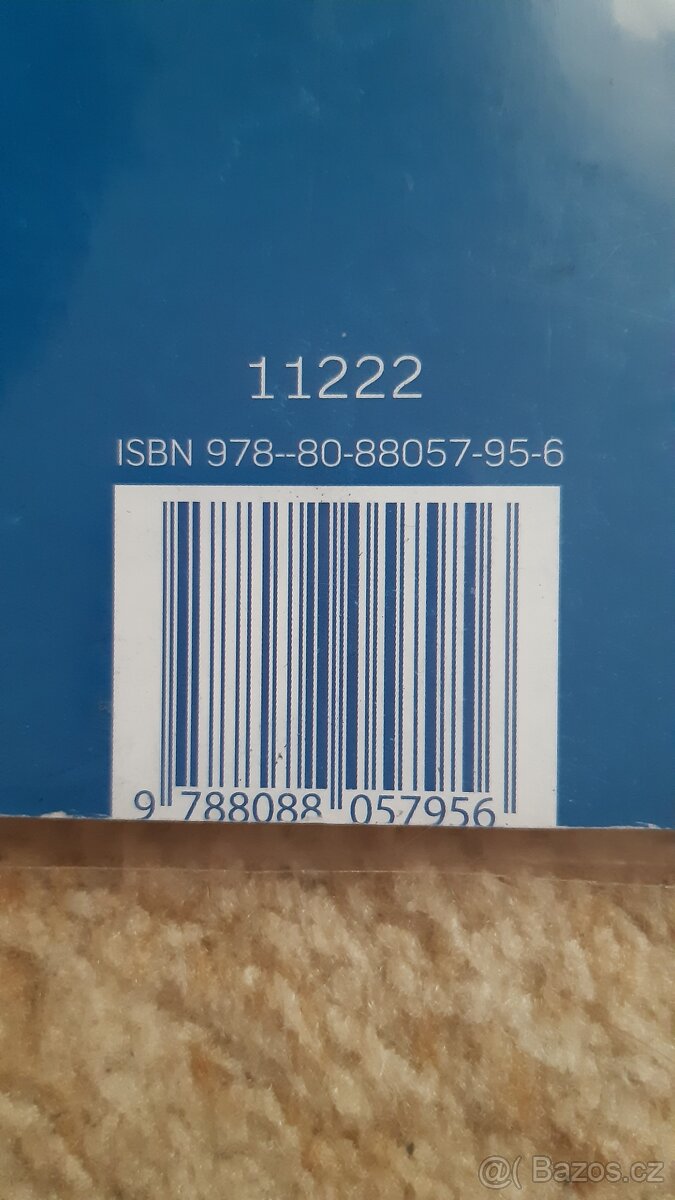 11222
ISBN 978--80-88057-95-6
9 788088 057956
@( Bazos.cz